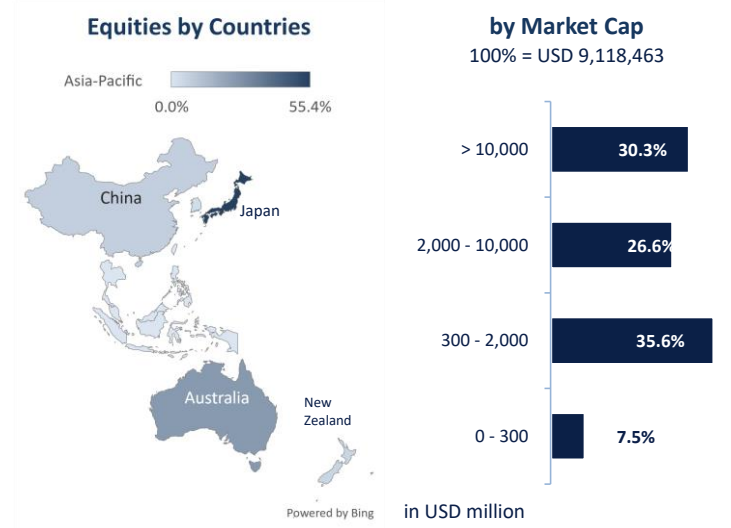 Equities by Countries
Asia-Pacific
0.0%
55.4%
China
Japan
Australia
New
Zealand
Powered by Bing
by Market Cap
100% = USD 9,118,463
> 10,000
30.3%
2,000 - 10,000
26.6%
300 - 2,000
35.6%
0 - 300
7.5%
in USD million